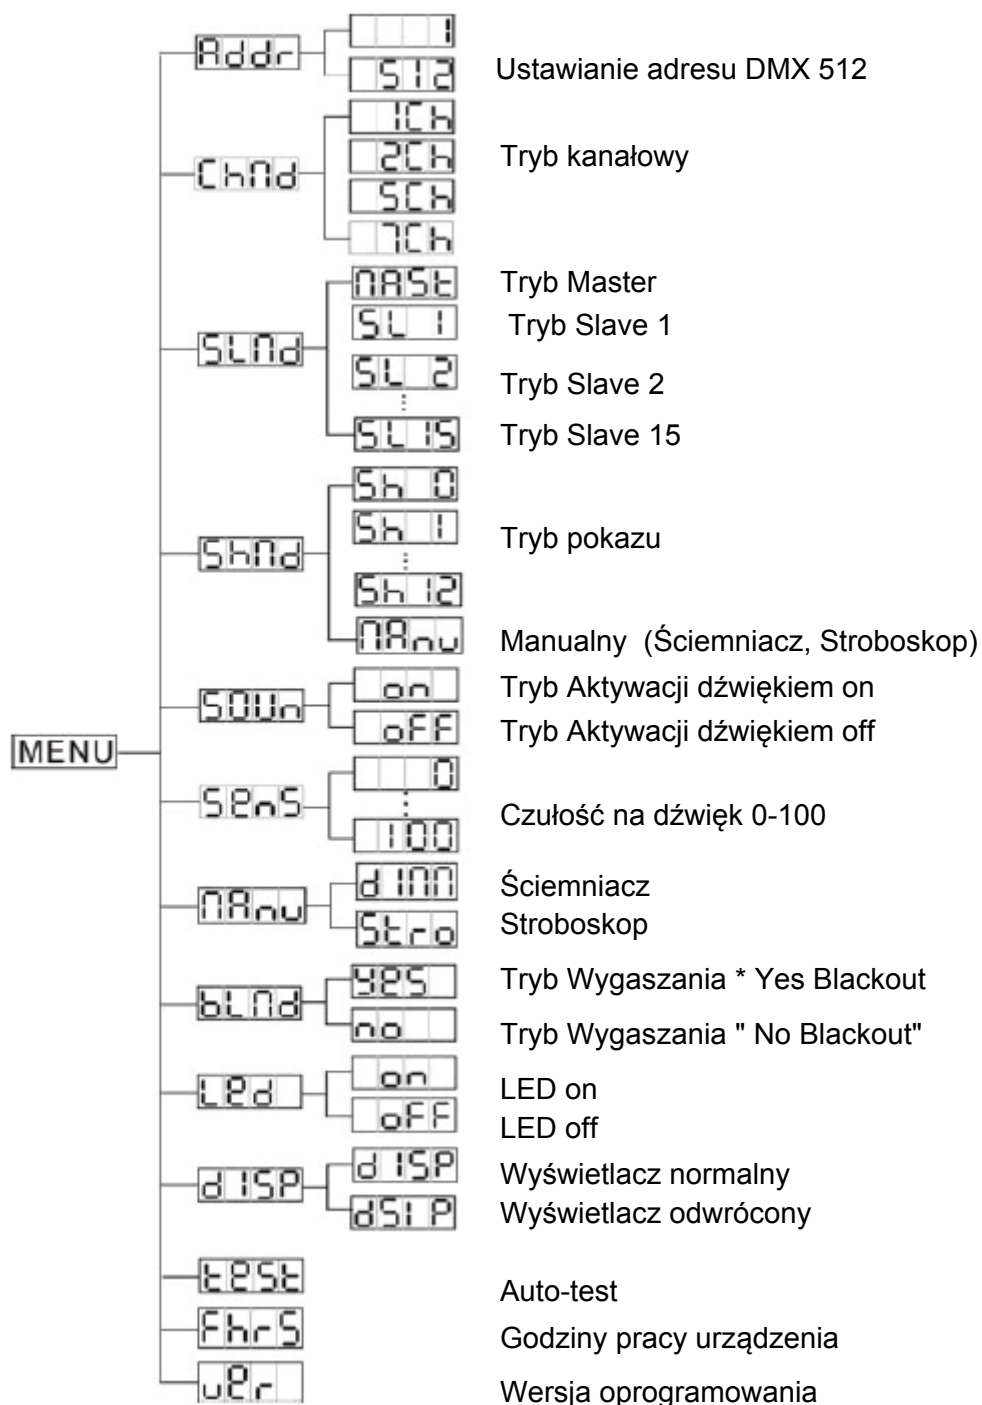 1
Addr
512 Ustawianie adresu DMX 512
1Ch
2Ch Tryb kanałowy
ChMd
5Ch
7Ch
MASt Tryb Master
SL 1 Tryb Slave 1
SLMd
SL 2 Tryb Slave 2
SL15 Tryb Slave 15
Sh 0
Sh 1 Tryb pokazu
ShMd
Sh 12
MAnu Manualny (Ściemniacz, Stroboskop)
on Tryb Aktywacji dźwiękiem on
SOUn
oFF Tryb Aktywacji dźwiękiem off
MENU
0
SenS Czułość na dźwięk 0-100
100
dIMM Ściemniacz
MAnu
Stro Stroboskop
yeS Tryb Wygaszania * Yes Blackout
bLMd
no Tryb Wygaszania " No Blackout"
on LED on
Led
oFF LED off
dISP Wyświetlacz normalny
dISP
dSI P Wyświetlacz odwrócony
teSt Auto-test
FhrS Godziny pracy urządzenia
ver Wersja oprogramowania